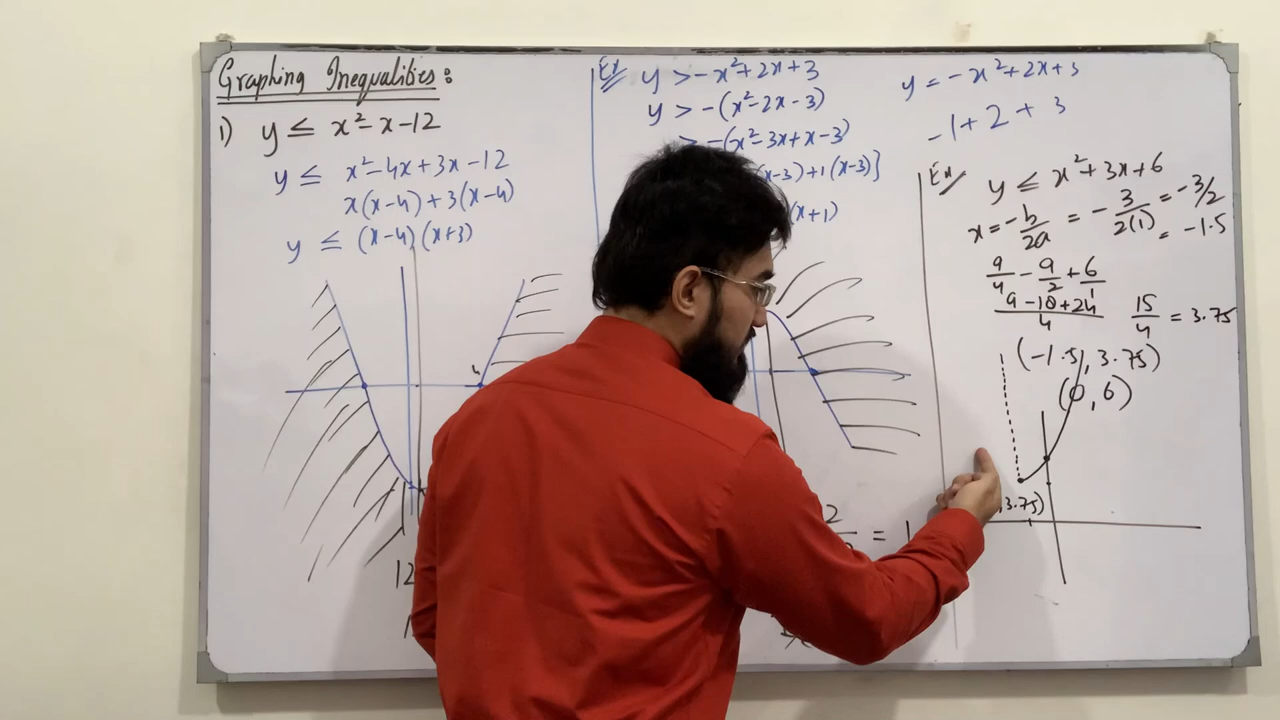 Graphing Inequalities:
1) y ≤ x²-x-12
y ≤ x²-4x+3x-12
x(x-4)+3(x-4)
y ≤ (x-4)(x+3)
4
12
Ex
y > -x²+2x+3
y > -(x²-2x-3)
> -(x²-3x+x-3)
(x-3)+1(x-3)]
(x+1)
2
= 1
y = -x²+2x+3
-1+2+3
Ex
y ≤ x²+3x+6
x = -b/2a = -3/2(1) = -3/2
= -1.5
9/4 - 9/2 + 6/1
9-18+24/4 15/4 = 3.75
(-1.5, 3.75)
(0, 6)
, 3.75)